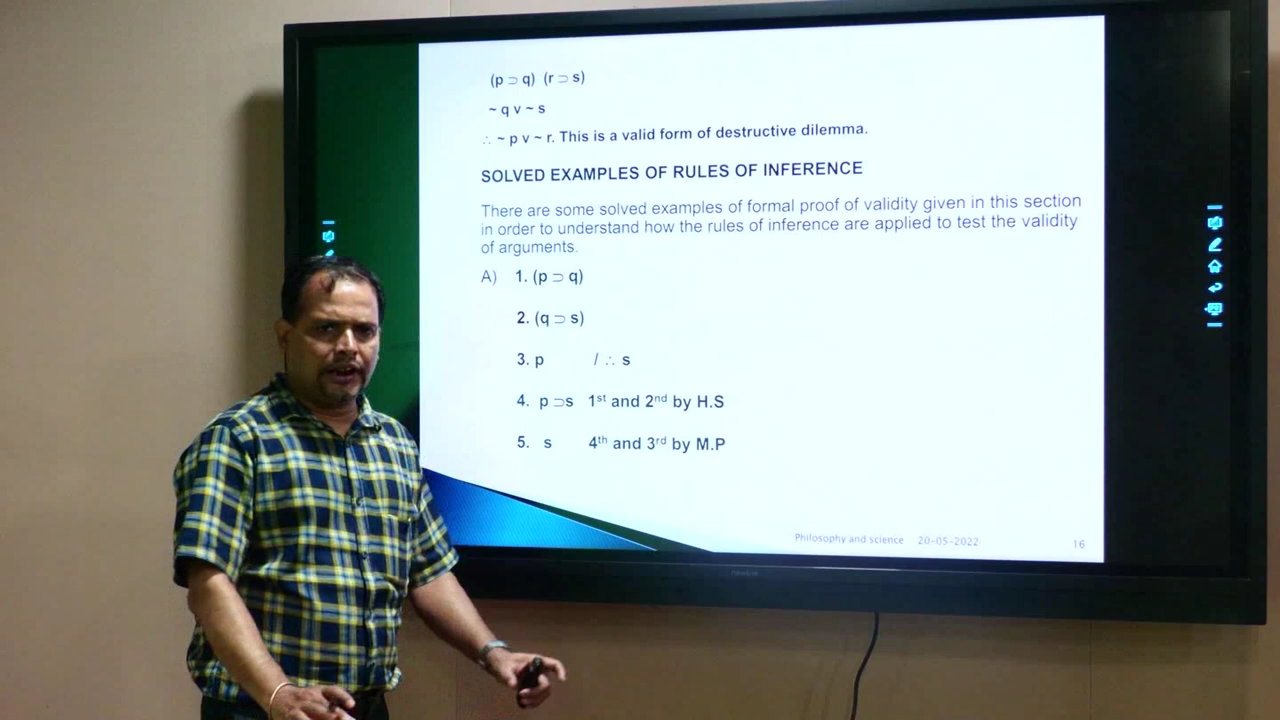 (p ⊃ q) (r ⊃ s)
~ q v ~ s
∴ ~ p v ~ r. This is a valid form of destructive dilemma.
SOLVED EXAMPLES OF RULES OF INFERENCE
There are some solved examples of formal proof of validity given in this section
in order to understand how the rules of inference are applied to test the validity
of arguments.
A) 1. (p ⊃ q)
2. (q ⊃ s)
3. p / ∴ s
4. p ⊃s 1st and 2nd by H.S
5. s 4th and 3rd by M.P
Philosophy and science 20-05-2022 16